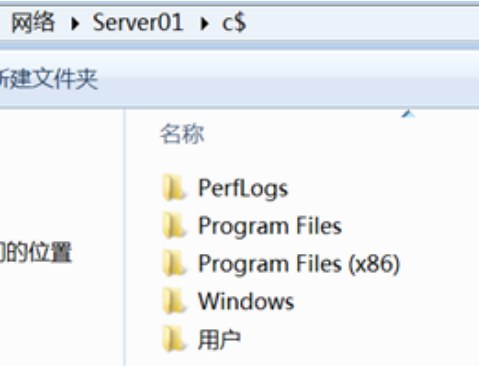 网络 ▸ Server01 ▸ c$
新建文件夹
名称
PerfLogs
Program Files
的位置
Program Files (x86)
Windows
用户